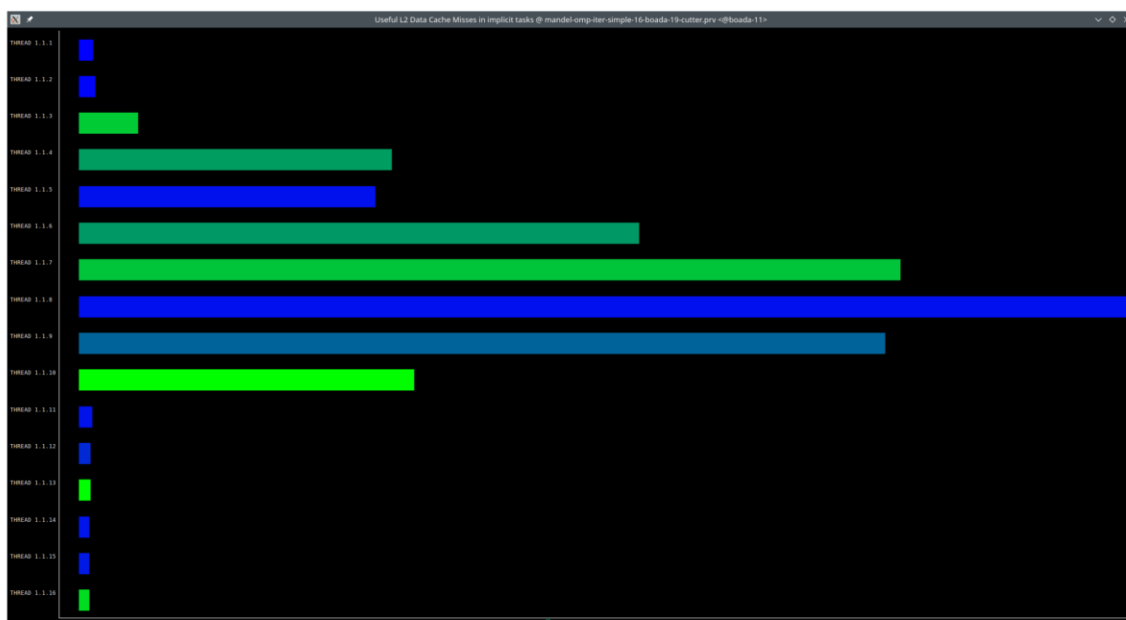 Useful L2 Data Cache Misses in implicit tasks @ mandel-omp-iter-simple-16-boada-19-cutter.prv <@boada-11>
THREAD 1.1.1
THREAD 1.1.2
THREAD 1.1.3
THREAD 1.1.4
THREAD 1.1.5
THREAD 1.1.6
THREAD 1.1.7
THREAD 1.1.8
THREAD 1.1.9
THREAD 1.1.10
THREAD 1.1.11
THREAD 1.1.12
THREAD 1.1.13
THREAD 1.1.14
THREAD 1.1.15
THREAD 1.1.16